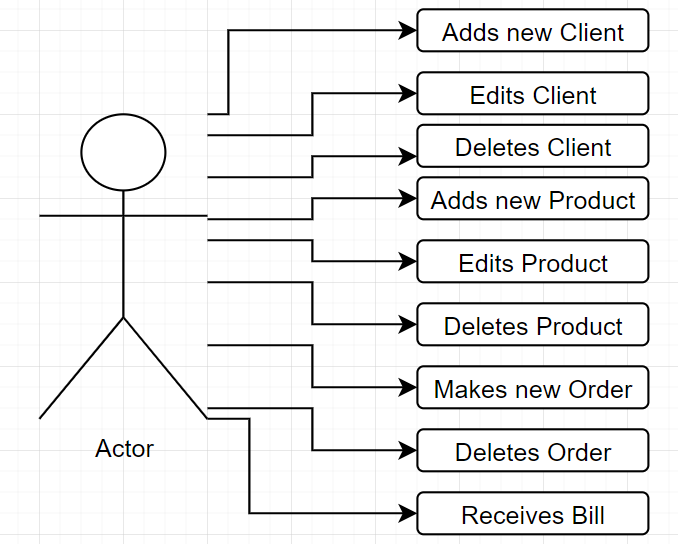 Adds new Client
Edits Client
Deletes Client
Adds new Product
Edits Product
Deletes Product
Makes new Order
Actor
Deletes Order
Receives Bill